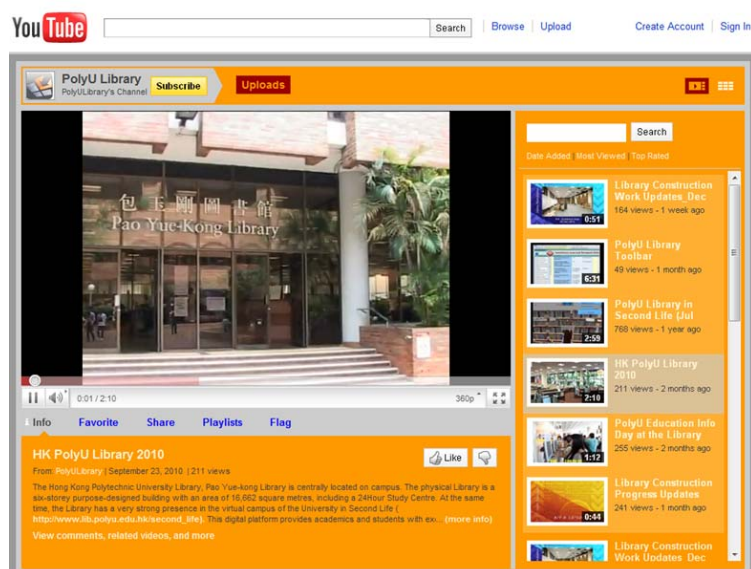 YouTube
Search
Browse
Upload
Create Account
Sign In
PolyU Library
PolyULibrary's Channel
Subscribe
Uploads
包玉剛圖書館
Pao Yue-Kong Library
0:01 / 2:10
360p
Info
Favorite
Share
Playlists
Flag
HK PolyU Library 2010
Like
From: PolyULibrary | September 23, 2010 | 211 views
The Hong Kong Polytechnic University Library, Pao Yue-kong Library is centrally located on campus. The physical Library is a
six-storey purpose-designed building with an area of 16,662 square metres, including a 24Hour Study Centre. At the same
time, the Library has a very strong presence in the virtual campus of the University in Second Life (
http://www.lib.polyu.edu.hk/second_life). This digital platform provides academics and students with ex... (more info)
View comments, related videos, and more
Search
Date Added | Most Viewed | Top Rated
Library Construction
Work Updates_Dec
164 views - 1 week ago
0:51
PolyU Library
Toolbar
49 views - 1 month ago
6:31
PolyU Library in
Second Life (Jul
768 views - 1 year ago
2:59
HK PolyU Library
2010
211 views - 2 months ago
2:10
PolyU Education Info
Day at the Library
255 views - 2 months ago
1:12
Library Construction
Progress Updates
241 views - 1 month ago
0:44
Library Construction
Work Updates_Dec